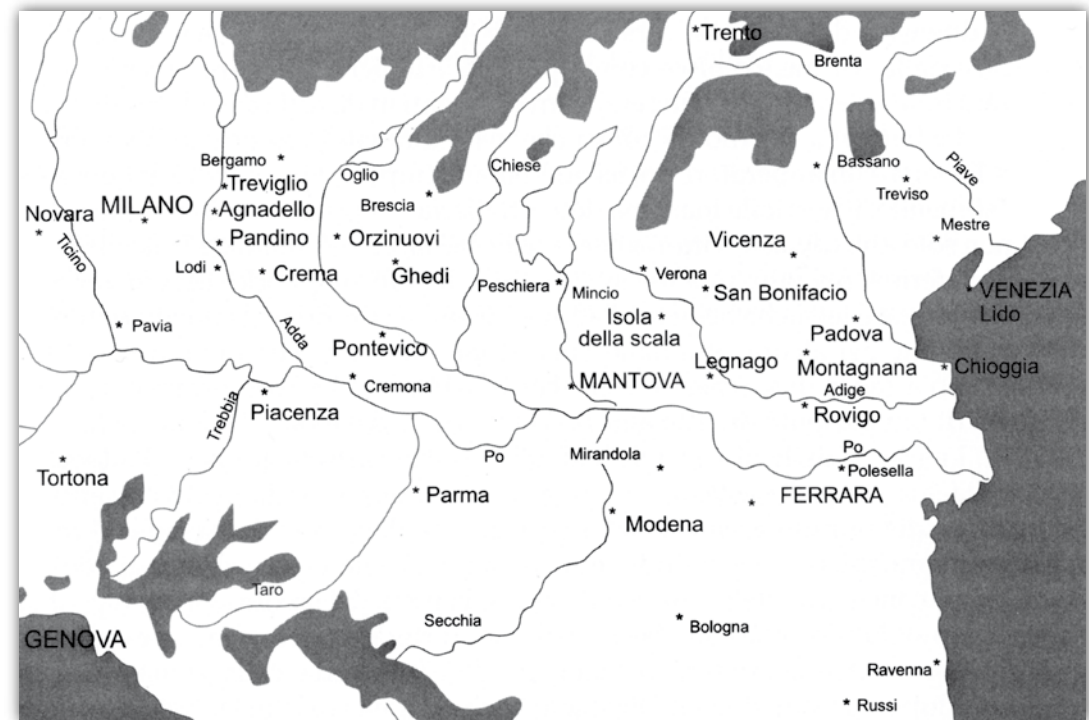 Trento
Brenta
Bergamo
Treviglio
Oglio
Chiese
Bassano
Piave
Novara
MILANO
Agnadello
Brescia
Treviso
Ticino
Pandino
Orzinuovi
Vicenza
Mestre
Lodi
Crema
Ghedi
Peschiera
Mincio
Verona
San Bonifacio
VENEZIA
Lido
Pavia
Adda
Pontevico
Isola
della scala
Padova
Legnago
Montagnana
Chioggia
Cremona
MANTOVA
Adige
Trebbia
Piacenza
Rovigo
Po
Po
Mirandola
Polesella
Tortona
Parma
FERRARA
Modena
Taro
Secchia
Bologna
GENOVA
Ravenna
Russi